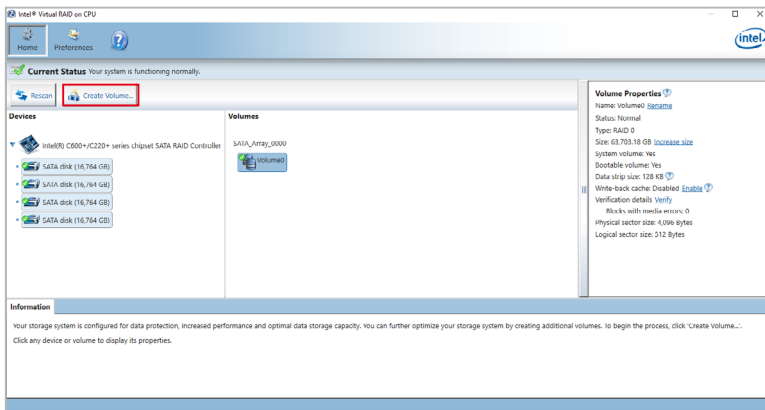 Intel® Virtual RAID on CPU
Home
Preferences
intel.
Current Status Your system is functioning normally.
Rescan
Create Volume...
Devices
Intel(R) C600+/C220+ series chipset SATA RAID Controller
SATA disk (16,764 GB)
SATA disk (16,764 GB)
SATA disk (16,764 GB)
SATA disk (16,764 GB)
Volumes
SATA_Array_0000
Volume0
Volume Properties
Name: Volume0 Rename
Status: Normal
Type: RAID 0
Size: 63,703.18 GB Increase size
System volume: Yes
Bootable volume: Yes
Data strip size: 128 KB
Write-back cache: Disabled Enable
Verification details Verify
Blocks with media errors: 0
Physical sector size: 4,096 Bytes
Logical sector size: 512 Bytes
Information
Your storage system is configured for data protection, increased performance and optimal data storage capacity. You can further optimize your storage system by creating additional volumes. To begin the process, click 'Create Volume...'.
Click any device or volume to display its properties.